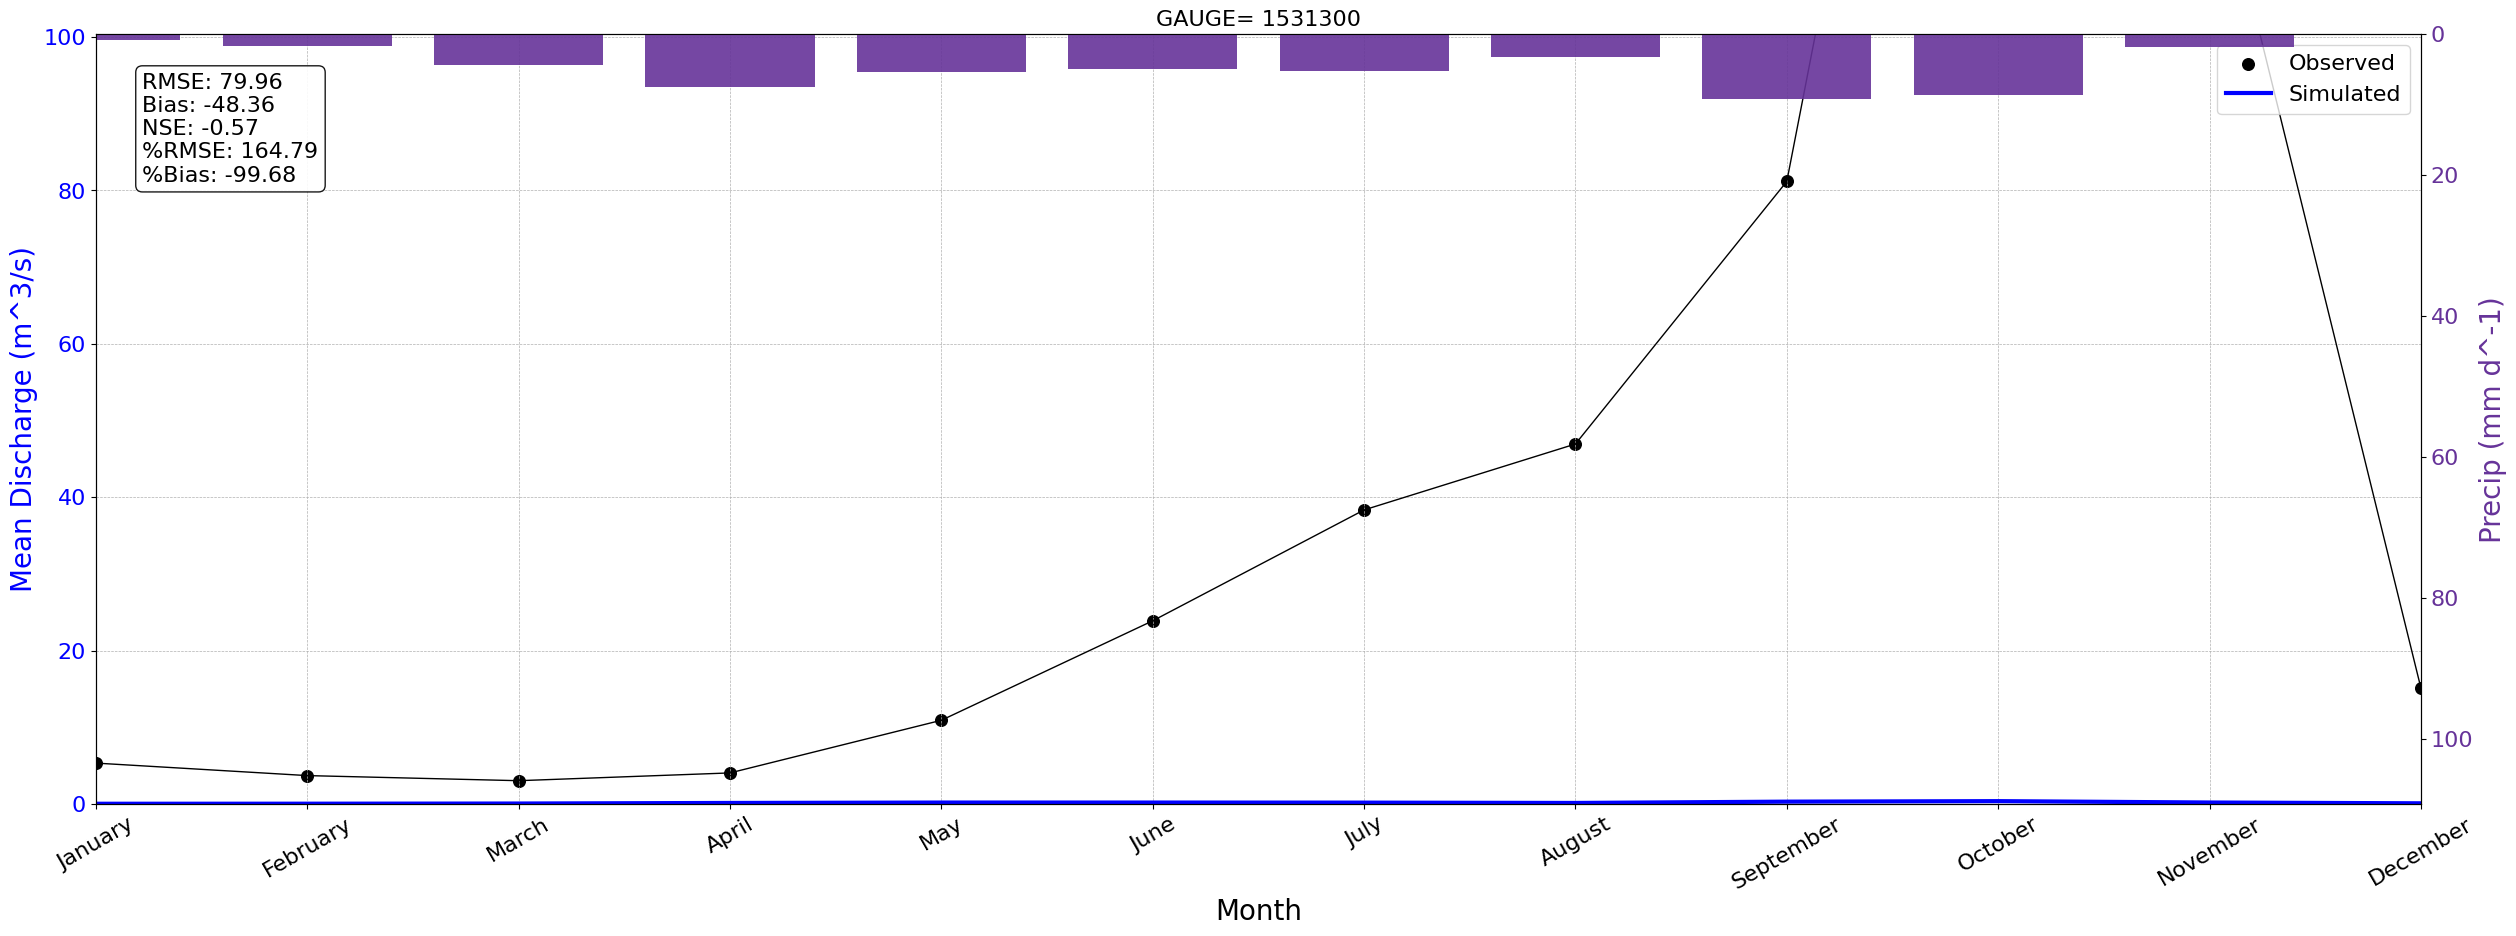 GAUGE= 1531300
RMSE: 79.96
Bias: -48.36
NSE: -0.57
%RMSE: 164.79
%Bias: -99.68
Observed
Simulated
Mean Discharge (m^3/s)
100
80
60
40
20
0
Precip (mm d^-1)
0
20
40
60
80
100
January
February
March
April
May
June
July
August
September
October
November
December
Month